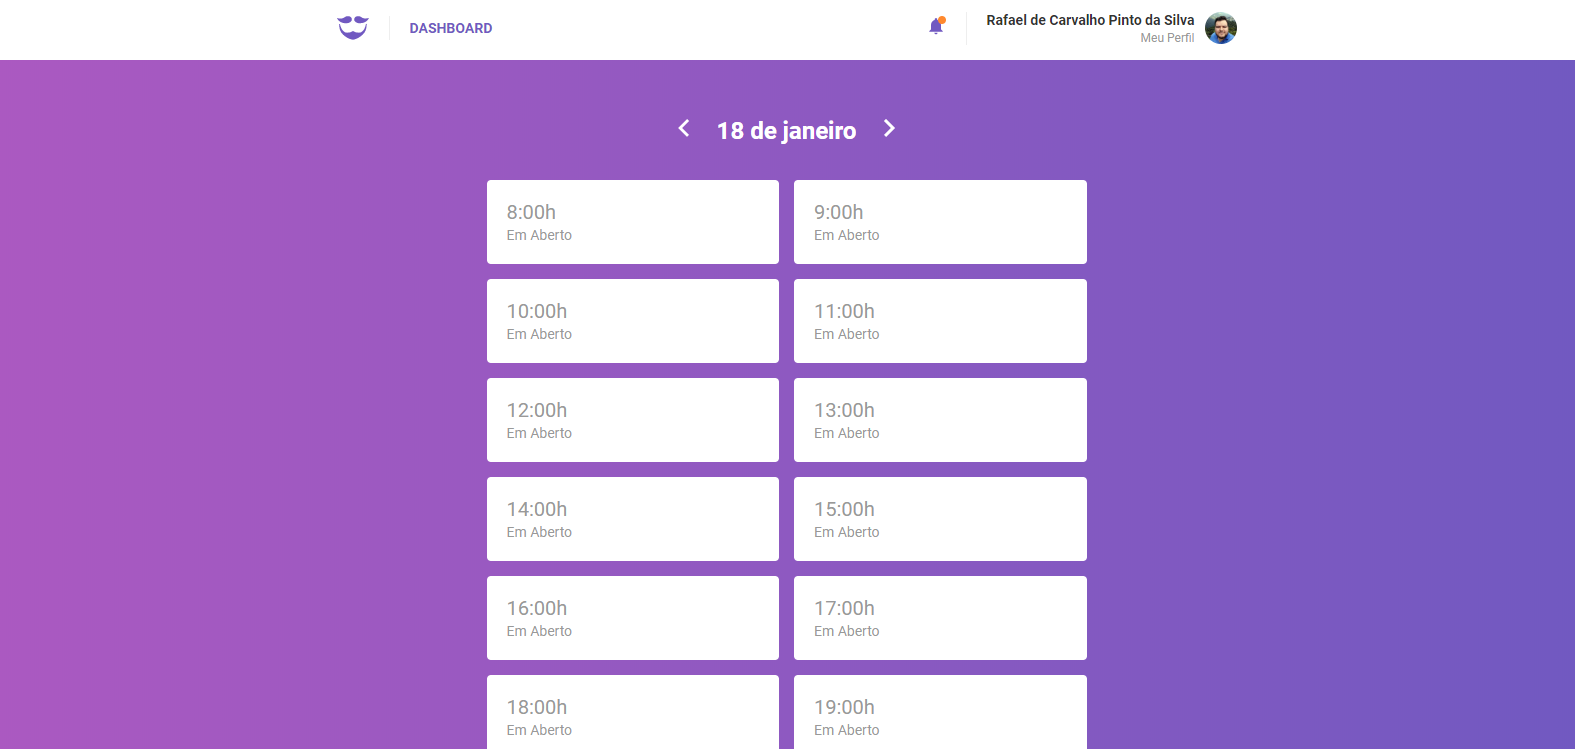 DASHBOARD
Rafael de Carvalho Pinto da Silva
Meu Perfil
18 de janeiro
8:00h
Em Aberto
9:00h
Em Aberto
10:00h
Em Aberto
11:00h
Em Aberto
12:00h
Em Aberto
13:00h
Em Aberto
14:00h
Em Aberto
15:00h
Em Aberto
16:00h
Em Aberto
17:00h
Em Aberto
18:00h
Em Aberto
19:00h
Em Aberto